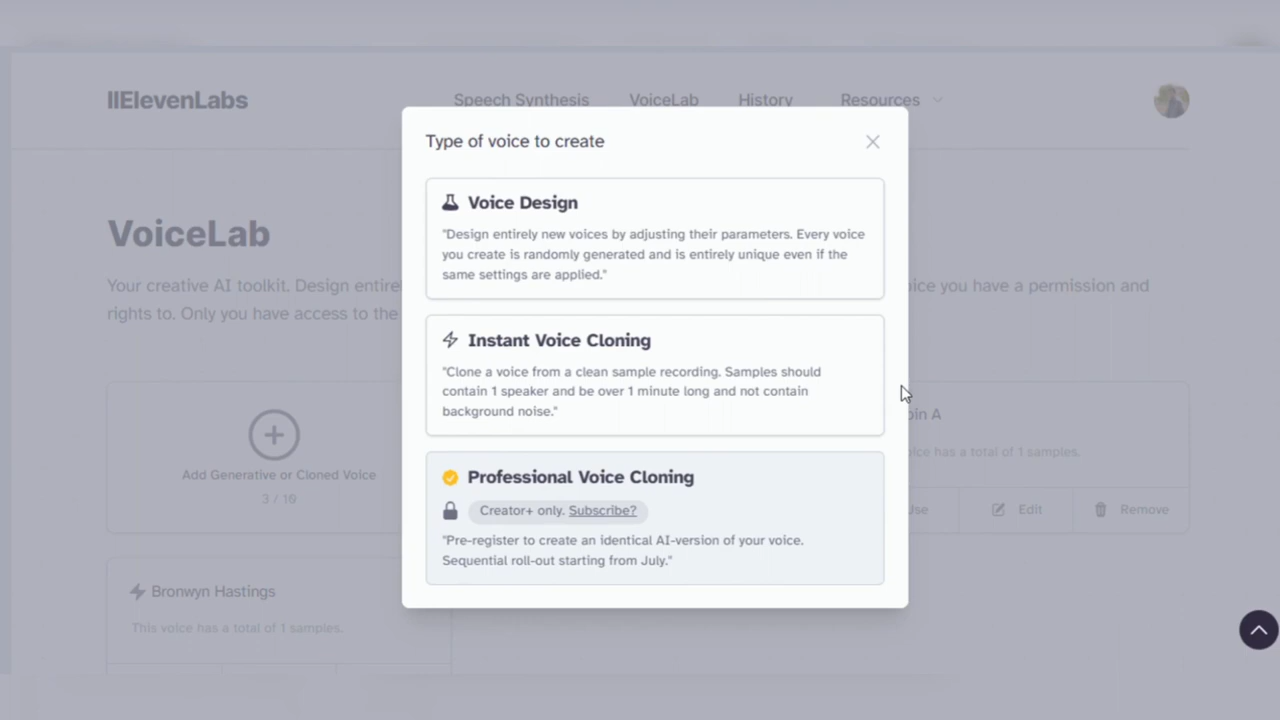 IIElevenLabs
Speech Synthesis
VoiceLab
History
Resources
Type of voice to create
Voice Design
"Design entirely new voices by adjusting their parameters. Every voice
you create is randomly generated and is entirely unique even if the
same settings are applied."
Instant Voice Cloning
"Clone a voice from a clean sample recording. Samples should
contain 1 speaker and be over 1 minute long and not contain
background noise."
Professional Voice Cloning
Creator+ only. Subscribe?
"Pre-register to create an identical AI-version of your voice.
Sequential roll-out starting from July."
VoiceLab
Your creative AI toolkit. Design
you have a permission and
rights to. Only you have access to the
Add Generative or Cloned Voice
3 / 10
A
has a total of 1 samples.
Edit
Remove
Bronwyn Hastings
This voice has a total of 1 samples.